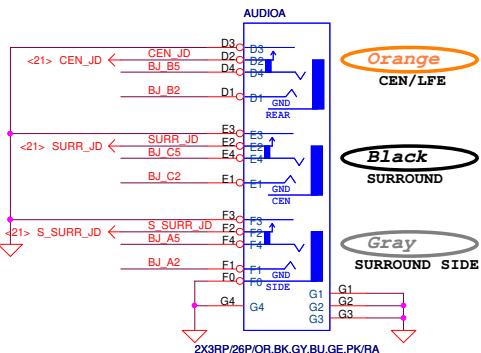 AUDIOA
D3 D3
<21> CEN_JD CEN_JD D2 D2
BJ_B5 D4 D4
Orange
CEN/LFE
BJ_B2 D1 D1 GND
REAR
E3 E3
<21> SURR_JD SURR_JD E2 E2
BJ_C5 E4 E4
Black
SURROUND
BJ_C2 E1 E1 GND
CEN
F3 F3
<21> S_SURR_JD S_SURR_JD F2 F2
BJ_A5 F4 F4
Gray
SURROUND SIDE
BJ_A2 F1 F1 GND
F0 F0 SIDE
G1 G1
G4 G4 G2 G2
G3 G3
2X3RP/26P/OR,BK,GY,BU,GE,PK/RA